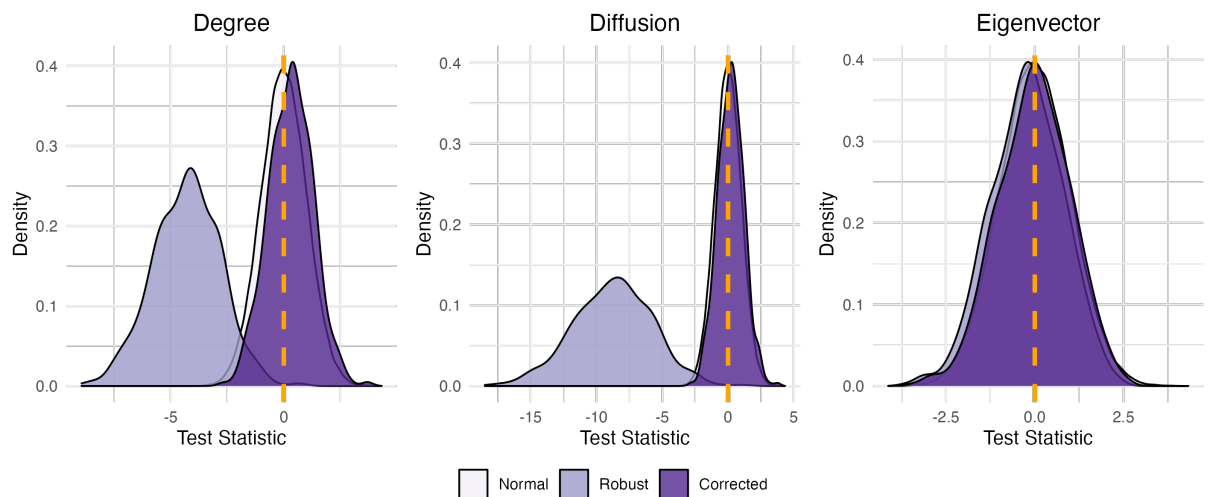 Degree
Diffusion
Eigenvector
0.4
0.3
0.2
0.1
0.0
Density
-5
0
Test Statistic
0.4
0.3
0.2
0.1
0.0
Density
-15
-10
-5
0
5
Test Statistic
0.4
0.3
0.2
0.1
0.0
Density
-2.5
0.0
2.5
Test Statistic
Normal
Robust
Corrected